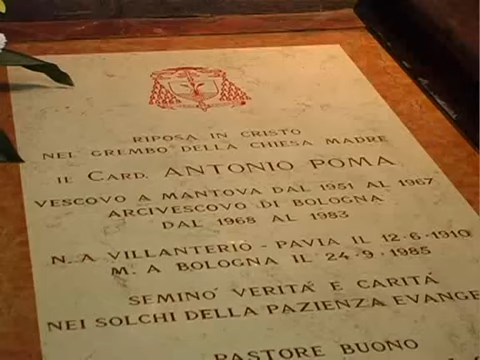 RIPOSA IN CRISTO
NEL GREMBO DELLA CHIESA MADRE
IL CARD. ANTONIO POMA
VESCOVO A MANTOVA DAL 1951 AL 1967
ARCIVESCOVO DI BOLOGNA
DAL 1968 AL 1983
N. A VILLANTERIO - PAVIA IL 12-6-1910
M. A BOLOGNA IL 24-9-1985
SEMINO' VERITÀ E CARITÀ
NEI SOLCHI DELLA PAZIENZA EVANGE
PASTORE BUONO